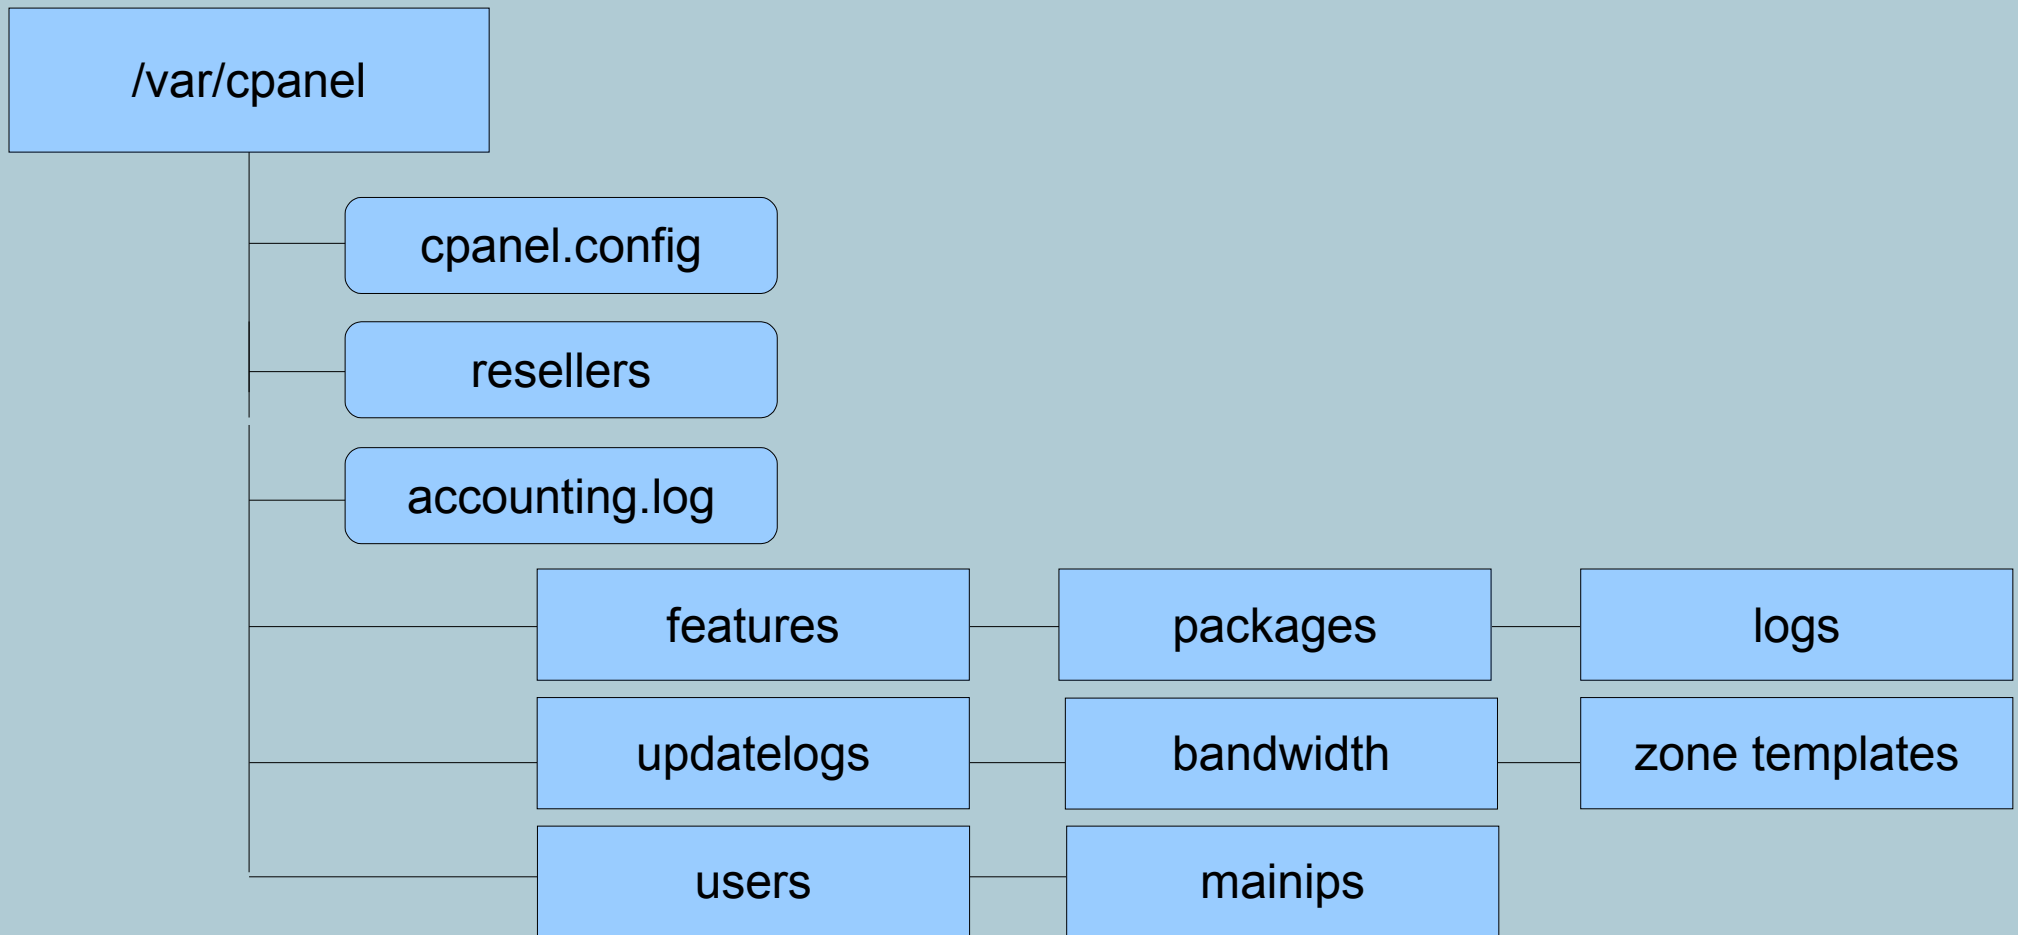 /var/cpanel
cpanel.config
resellers
accounting.log
features packages logs
updatelogs bandwidth zone templates
users mainips